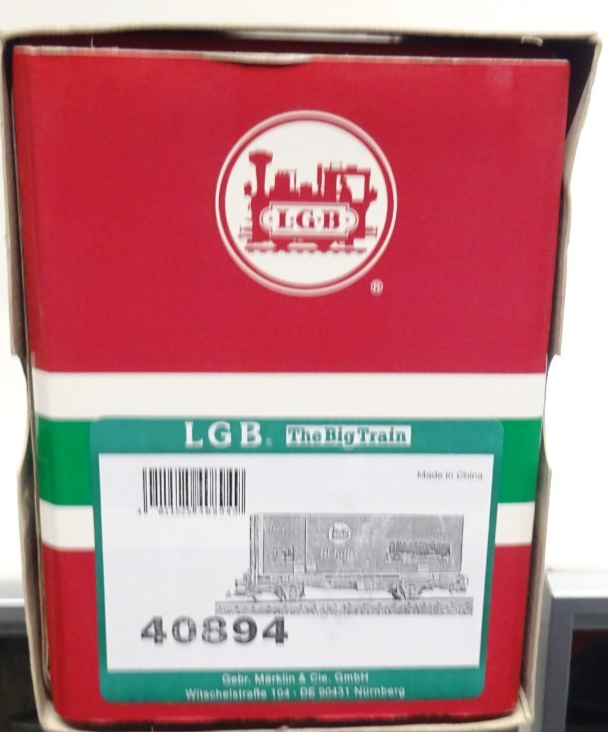 LGB
®
LGB® The Big Train
Made in China
40894
Gebr. Märklin & Cie. GmbH
Witschelstraße 104 · DE 90431 Nürnberg